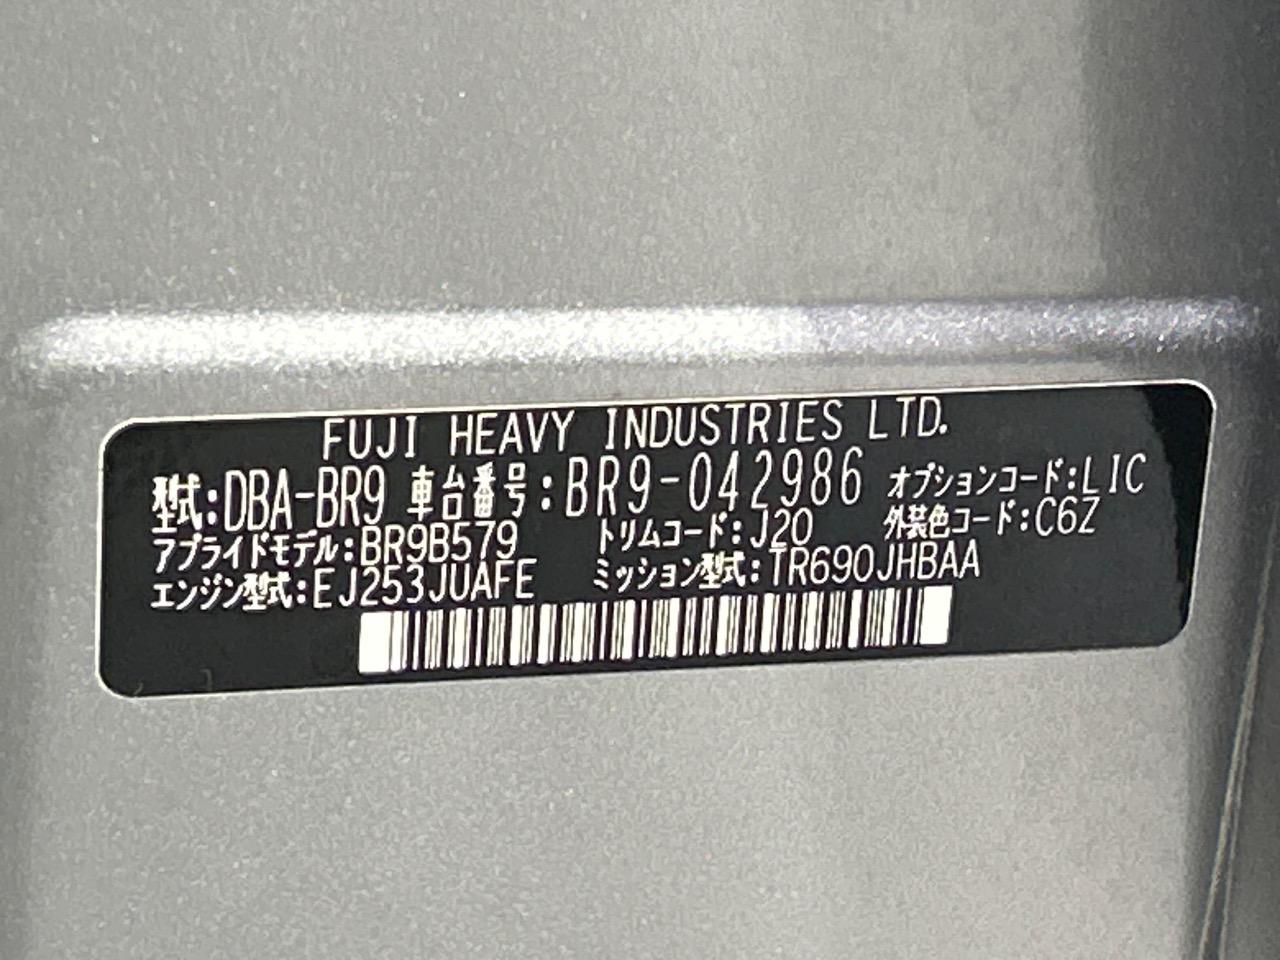 FUJI HEAVY INDUSTRIES LTD.
型式:DBA-BR9 車台番号:BR9-042986 オプションコード:LIC
アプライドモデル:BR9B579 トリムコード:J20 外装色コード:C6Z
エンジン型式:EJ253JUAFE ミッション型式:TR690JHBAA